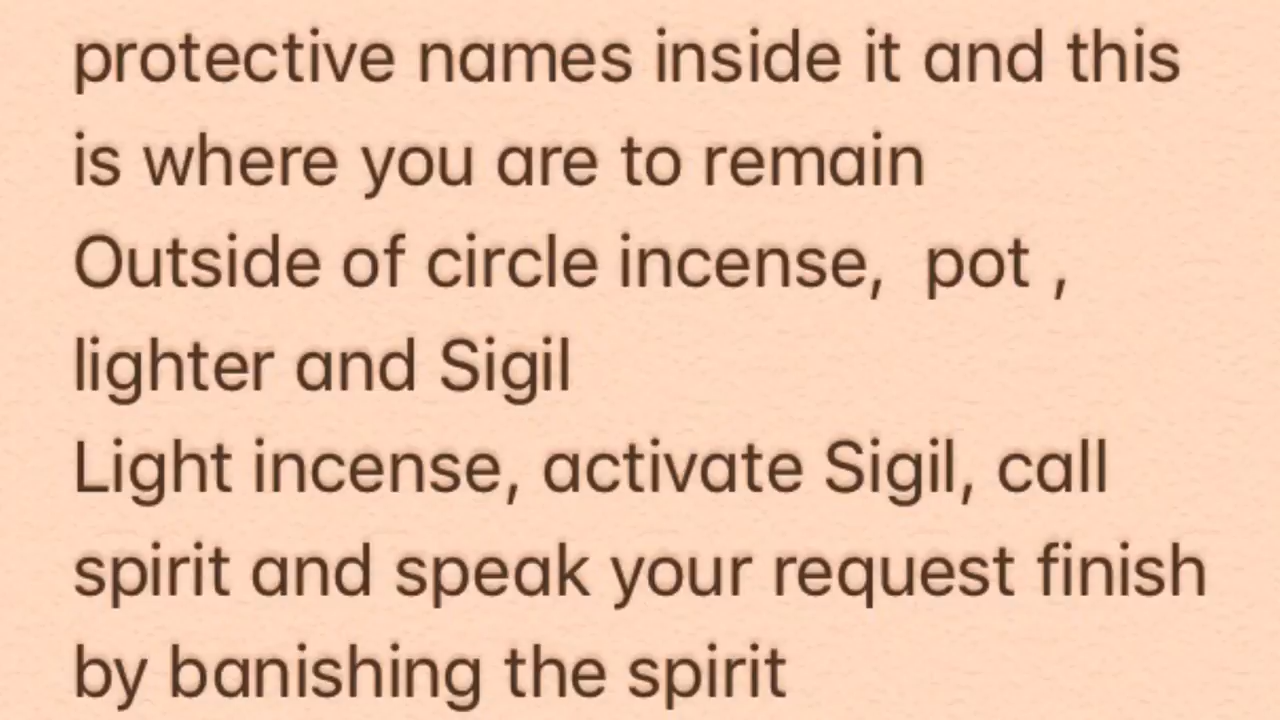 protective names inside it and this
is where you are to remain
Outside of circle incense,  pot ,
lighter and Sigil
Light incense, activate Sigil, call
spirit and speak your request finish
by banishing the spirit